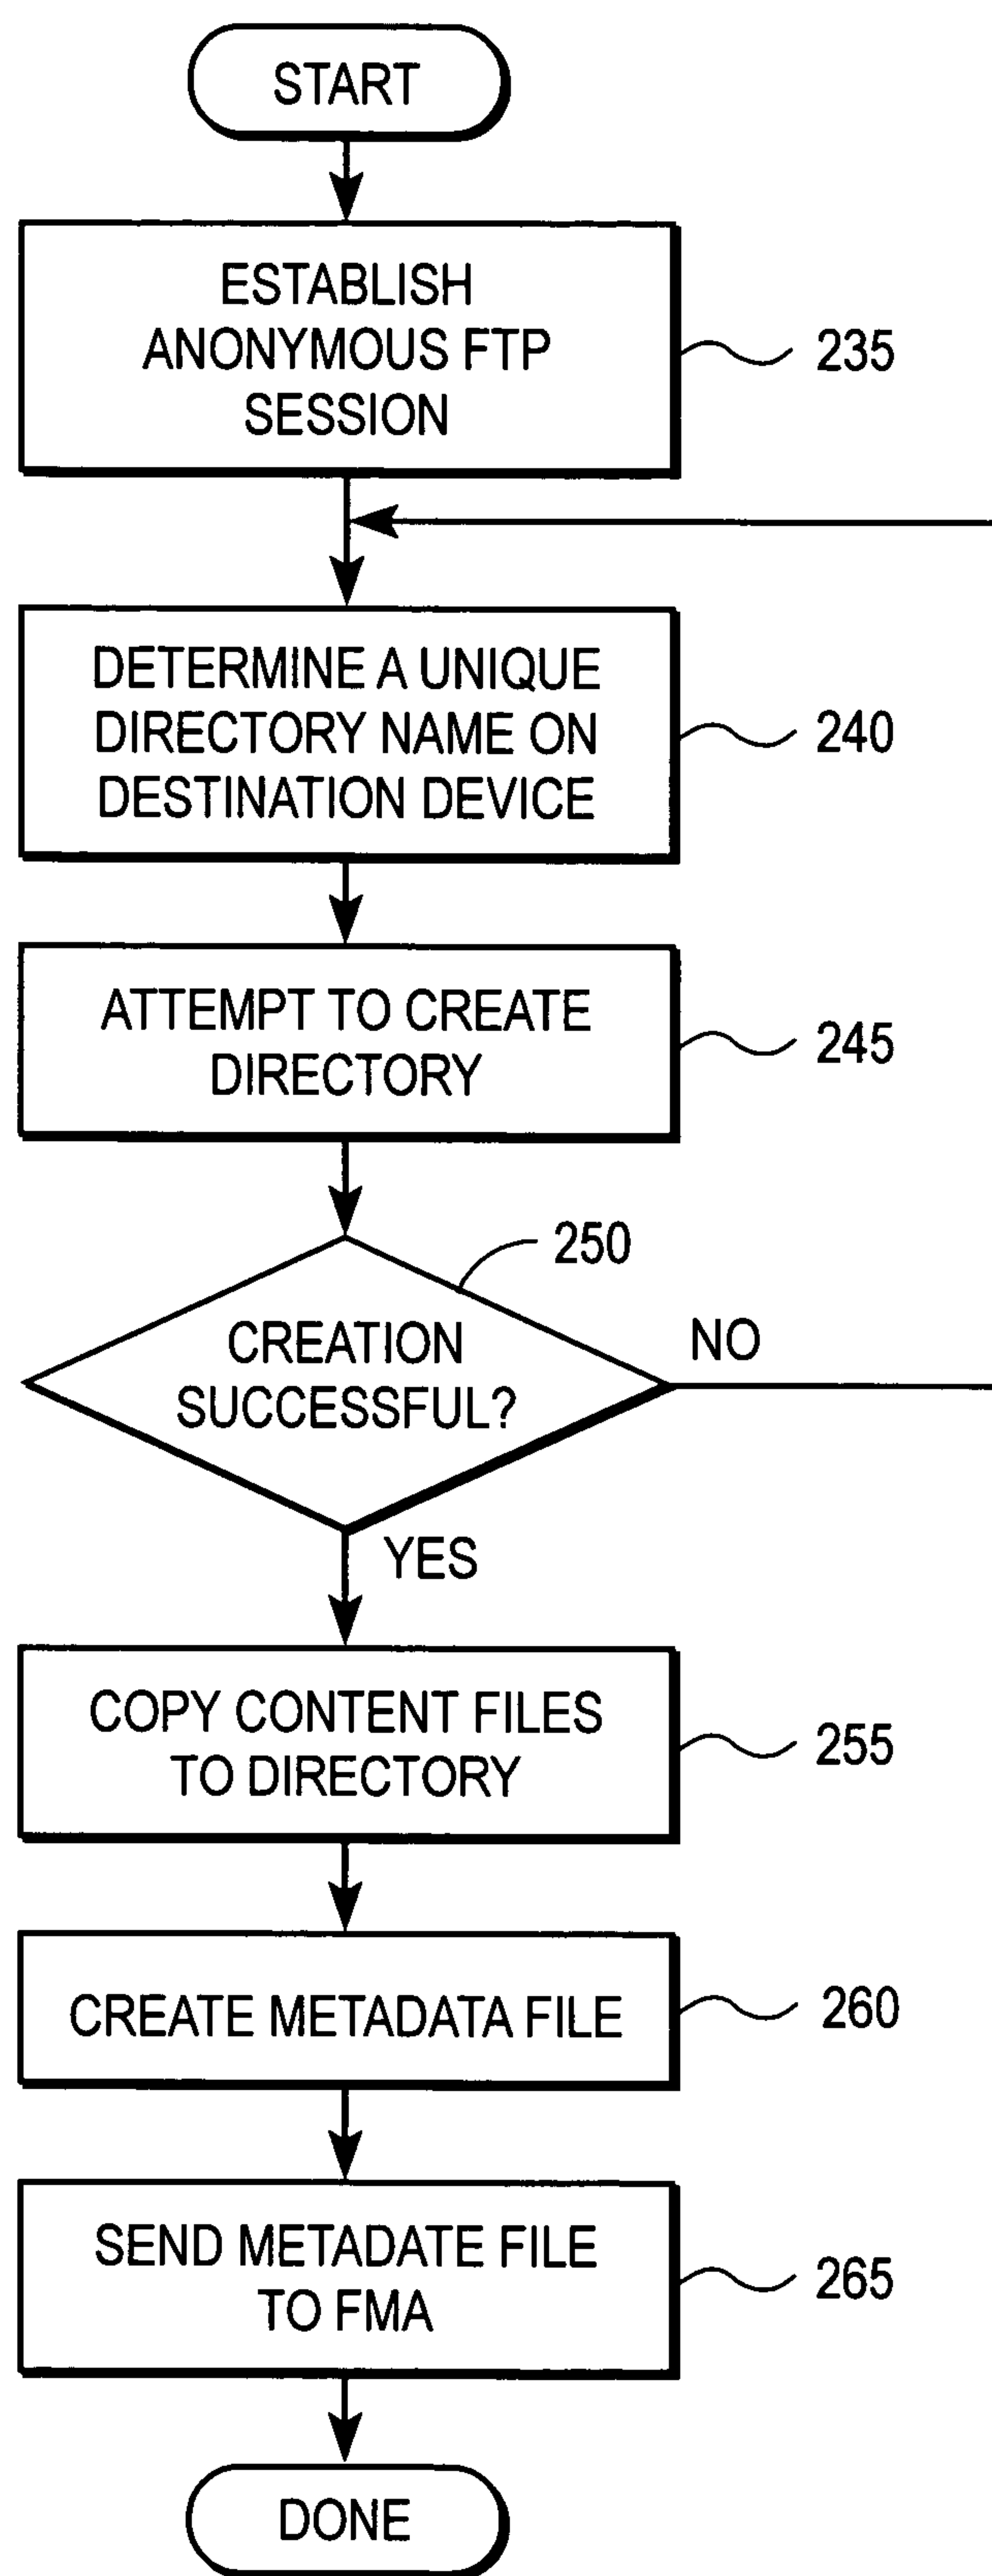 START
ESTABLISH
ANONYMOUS FTP
SESSION
235
DETERMINE A UNIQUE
DIRECTORY NAME ON
DESTINATION DEVICE
240
ATTEMPT TO CREATE
DIRECTORY
245
250
CREATION
SUCCESSFUL?
NO
YES
COPY CONTENT FILES
TO DIRECTORY
255
CREATE METADATA FILE
260
SEND METADATE FILE
TO FMA
265
DONE